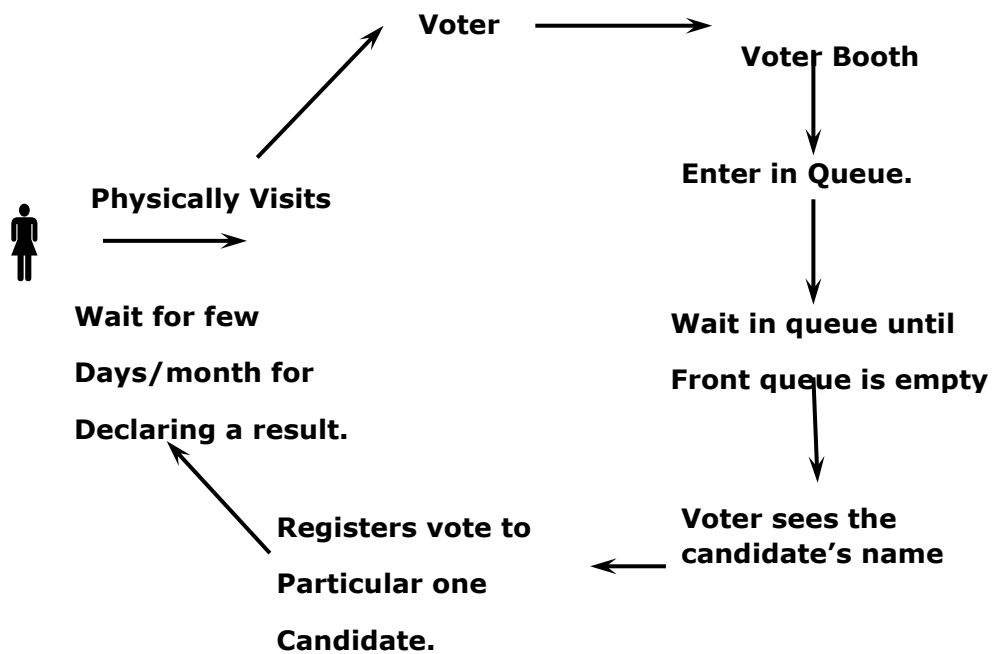 Voter
Voter Booth
Enter in Queue.
Physically Visits
Wait for few
Days/month for
Declaring a result.
Wait in queue until
Front queue is empty
Voter sees the
candidate’s name
Registers vote to
Particular one
Candidate.